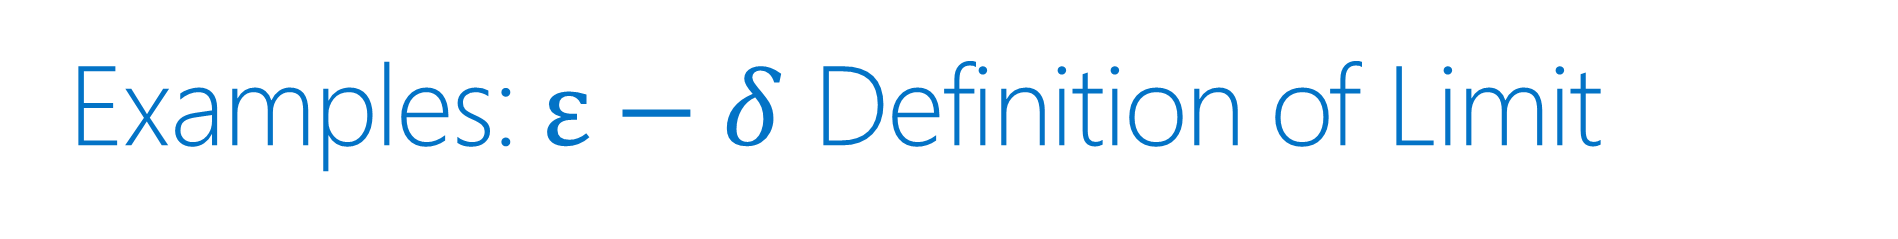 Examples: ε − δ Definition of Limit